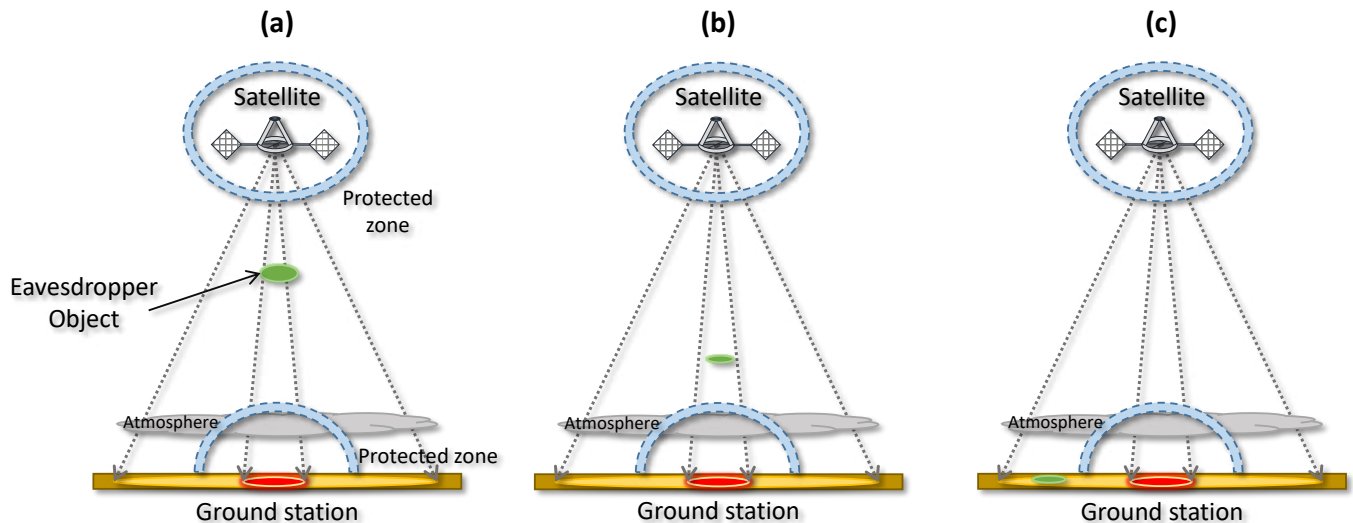 (a)
Satellite
Protected
zone
Eavesdropper
Object
Atmosphere
Protected zone
Ground station
(b)
Satellite
Atmosphere
Ground station
(c)
Satellite
Atmosphere
Ground station